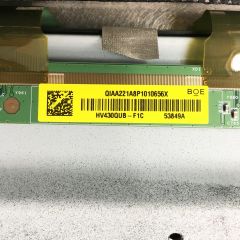 QIAA221A8P1010656X
BOE
HV430QUB - F1C
53849A